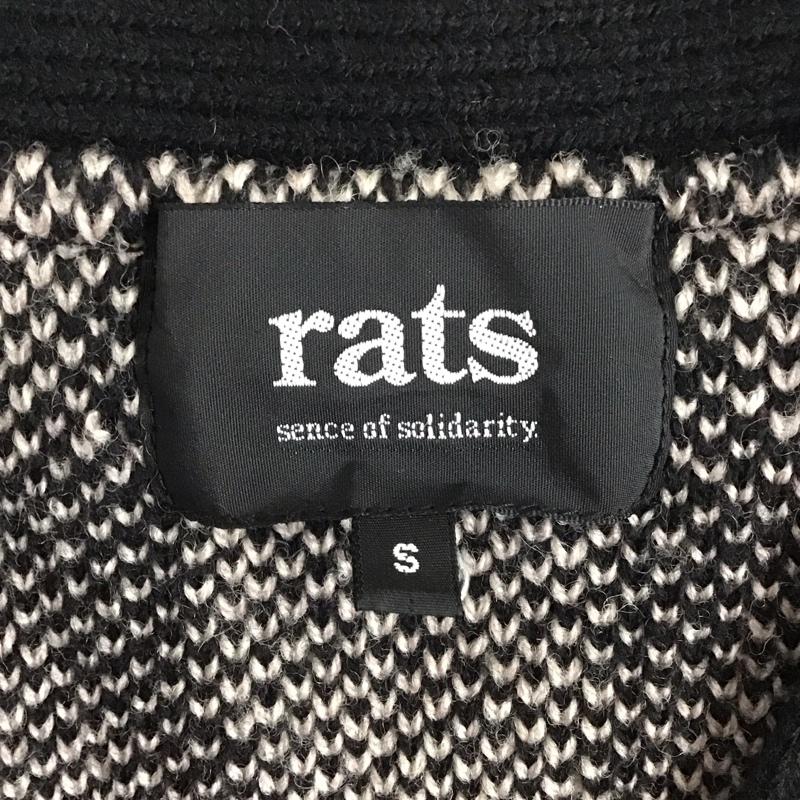 rats
sence of solidarity.
S